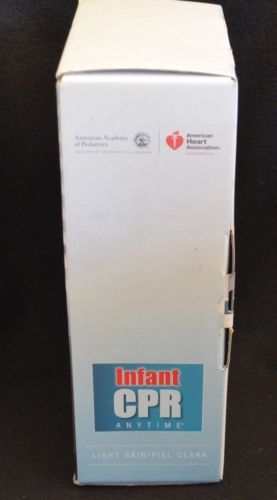 American Academy
of Pediatrics
American
Heart
Association®
Infant
CPR
ANYTIME®
LIGHT SKIN/PIEL CLARA